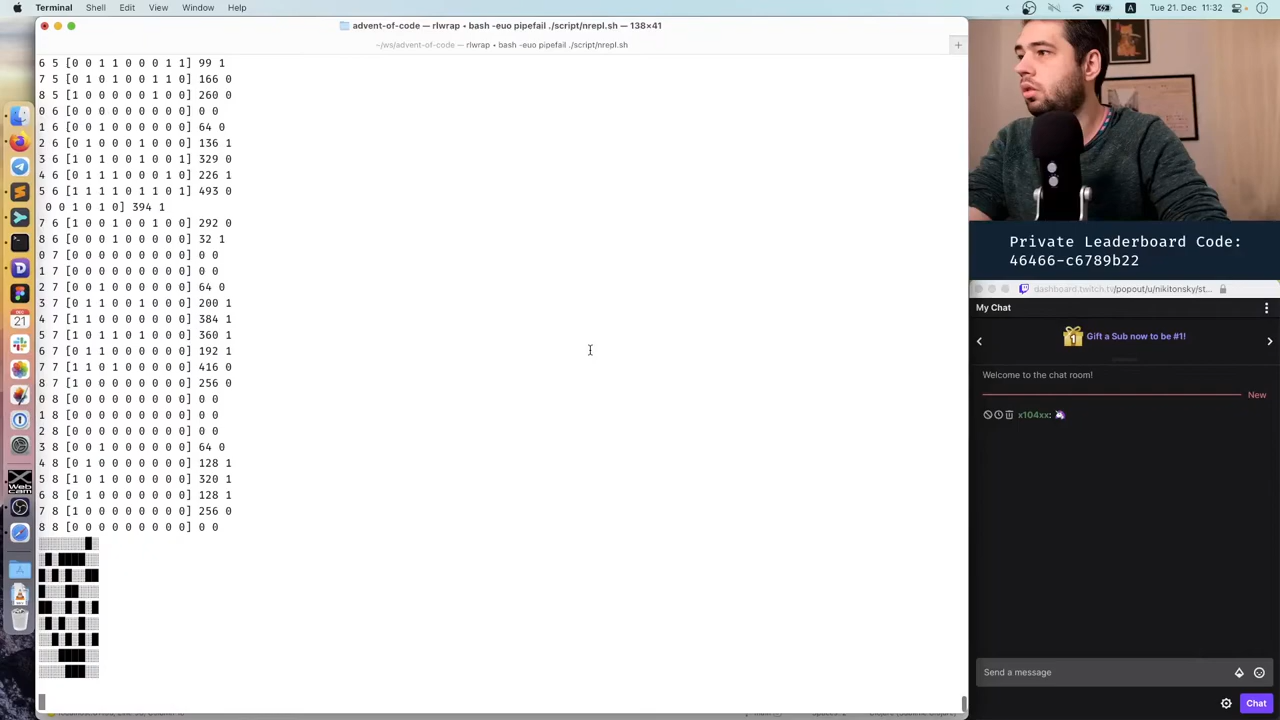 Terminal Shell Edit View Window Help
Tue 21. Dec 11:32
advent-of-code — rlwrap • bash -euo pipefail ./script/nrepl.sh — 138×41
~/ws/advent-of-code — rlwrap • bash -euo pipefail ./script/nrepl.sh
6 5 [0 0 1 1 0 0 0 1 1] 99 1
7 5 [0 1 0 1 0 0 1 1 0] 166 0
8 5 [1 0 0 0 0 0 1 0 0] 260 0
0 6 [0 0 0 0 0 0 0 0 0] 0 0
1 6 [0 0 1 0 0 0 0 0 0] 64 0
2 6 [0 1 0 0 0 1 0 0 0] 136 1
3 6 [1 0 1 0 0 1 0 0 1] 329 0
4 6 [0 1 1 1 0 0 0 1 0] 226 1
5 6 [1 1 1 1 0 1 1 0 1] 493 0
0 0 1 0 1 0] 394 1
7 6 [1 0 0 1 0 0 1 0 0] 292 0
8 6 [0 0 0 1 0 0 0 0 0] 32 1
0 7 [0 0 0 0 0 0 0 0 0] 0 0
1 7 [0 0 0 0 0 0 0 0 0] 0 0
2 7 [0 0 1 0 0 0 0 0 0] 64 0
3 7 [0 1 1 0 0 1 0 0 0] 200 1
4 7 [1 1 0 0 0 0 0 0 0] 384 1
5 7 [1 0 1 1 0 1 0 0 0] 360 1
6 7 [0 1 1 0 0 0 0 0 0] 192 1
7 7 [1 1 0 1 0 0 0 0 0] 416 0
8 7 [1 0 0 0 0 0 0 0 0] 256 0
0 8 [0 0 0 0 0 0 0 0 0] 0 0
1 8 [0 0 0 0 0 0 0 0 0] 0 0
2 8 [0 0 0 0 0 0 0 0 0] 0 0
3 8 [0 0 1 0 0 0 0 0 0] 64 0
4 8 [0 1 0 0 0 0 0 0 0] 128 1
5 8 [1 0 1 0 0 0 0 0 0] 320 1
6 8 [0 1 0 0 0 0 0 0 0] 128 1
7 8 [1 0 0 0 0 0 0 0 0] 256 0
8 8 [0 0 0 0 0 0 0 0 0] 0 0
Private Leaderboard Code:
46466-c6789b22
dashboard.twitch.tv/popout/u/nikitonsky/st...
My Chat
Gift a Sub now to be #1!
Welcome to the chat room!
New
x104xx:
Send a message
Chat